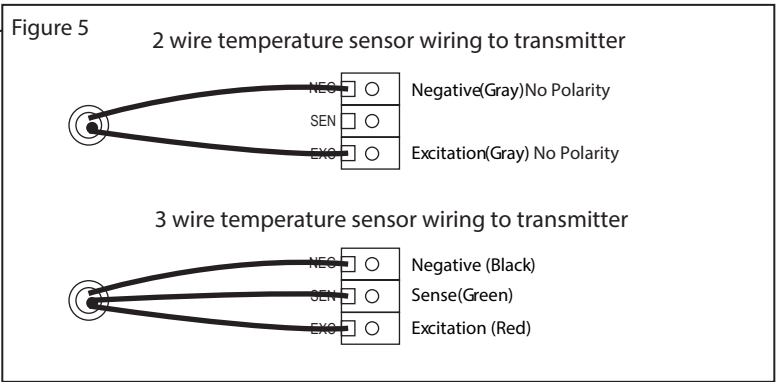 Figure 5
2 wire temperature sensor wiring to transmitter
NEG Negative(Gray)No Polarity
SEN
EXC Excitation(Gray) No Polarity
3 wire temperature sensor wiring to transmitter
NEG Negative (Black)
SEN Sense(Green)
EXC Excitation (Red)